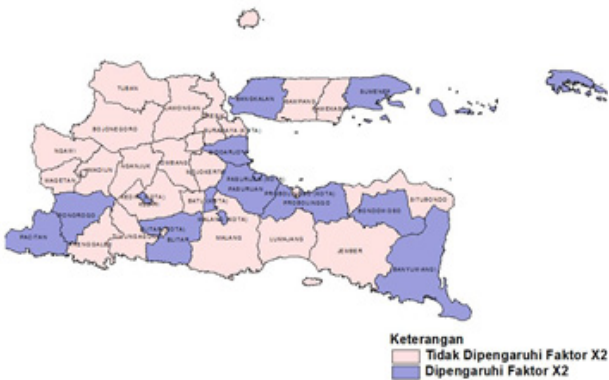 TUBAN
LAMONGAN
BANGKALAN
SAMPANG
PAMEKASAN
SUMENEP
BOJONEGORO
SURABAYA (KOTA)
NGAWI
SIDOARJO
MAGETAN
MADIUN
NGANJUK
JOMBANG
MOJOKERTO
PASURUAN
PROBOLINGGO (KOTA)
PROBOLINGGO
BATU (KOTA)
SITUBONDO
BONDOWOSO
PONOROGO
MALANG (KOTA)
PACITAN
TRENGGALEK
TULUNGAGUNG
BLITAR (KOTA)
BLITAR
MALANG
LUMAJANG
JEMBER
BANYUWANGI
Keterangan
Tidak Dipengaruhi Faktor X2
Dipengaruhi Faktor X2